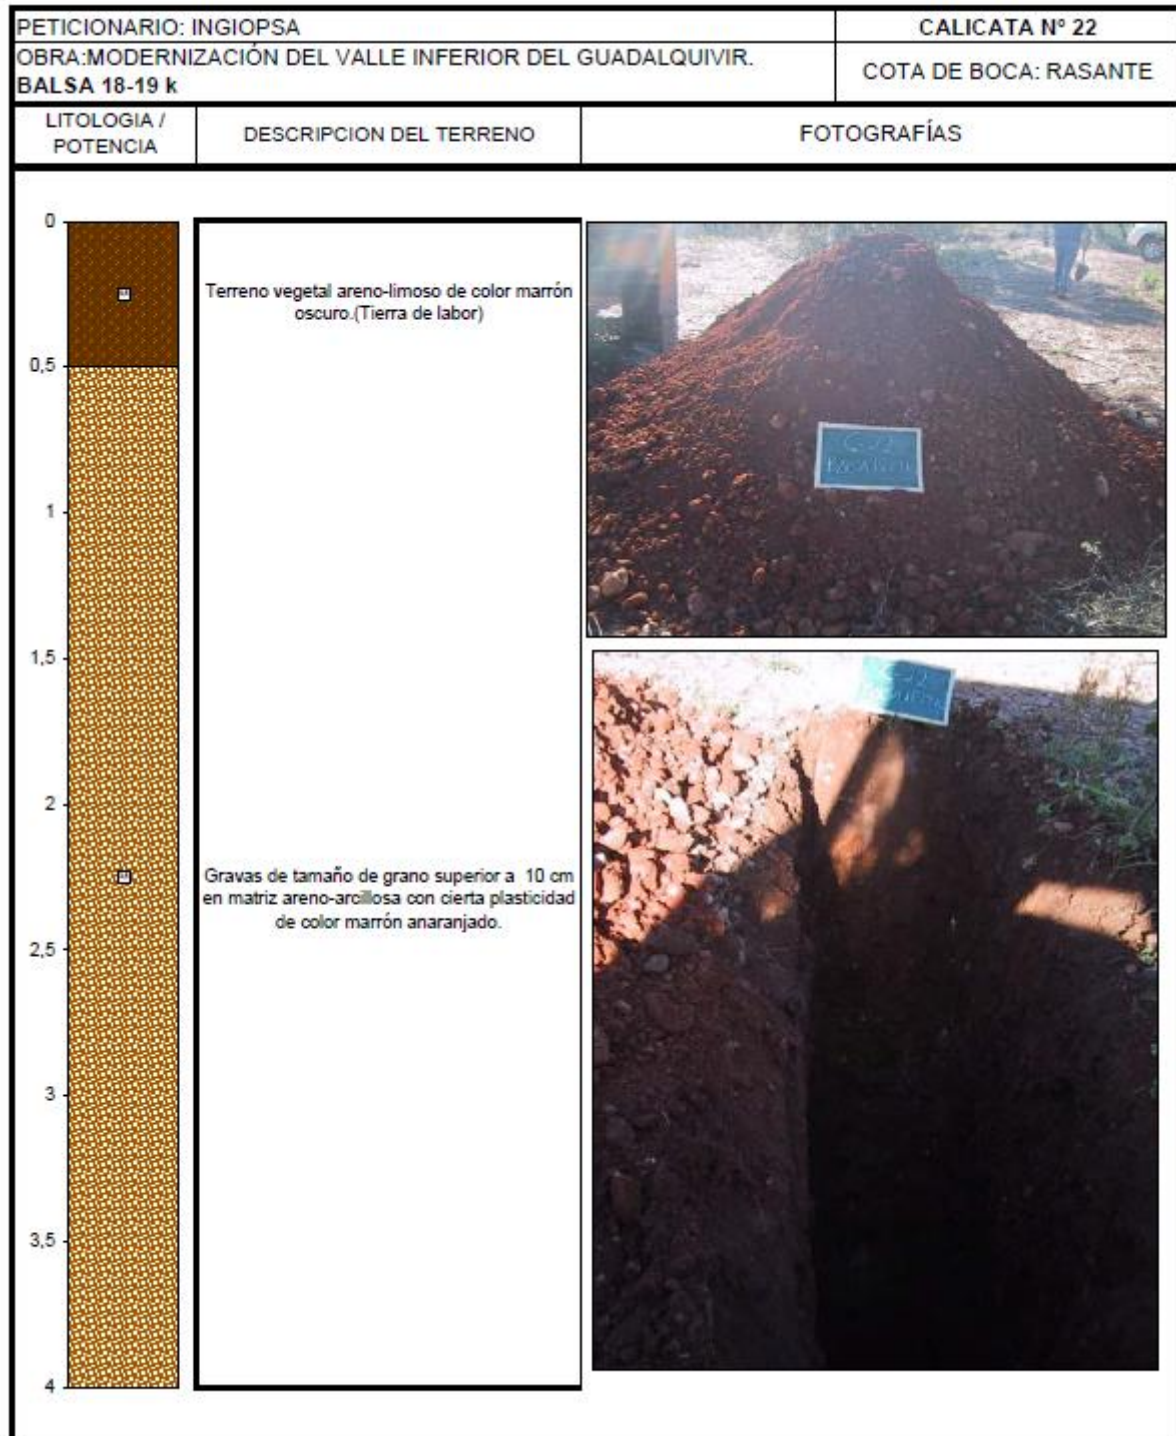 PETICIONARIO: INGIOPSA
CALICATA Nº 22
OBRA:MODERNIZACIÓN DEL VALLE INFERIOR DEL GUADALQUIVIR.
BALSA 18-19 k
COTA DE BOCA: RASANTE
LITOLOGIA /
POTENCIA
DESCRIPCION DEL TERRENO
FOTOGRAFÍAS
0
Terreno vegetal areno-limoso de color marrón
oscuro.(Tierra de labor)
0,5
1
1,5
2
Gravas de tamaño de grano superior a 10 cm
en matriz areno-arcillosa con cierta plasticidad
de color marrón anaranjado.
2,5
3
3,5
4